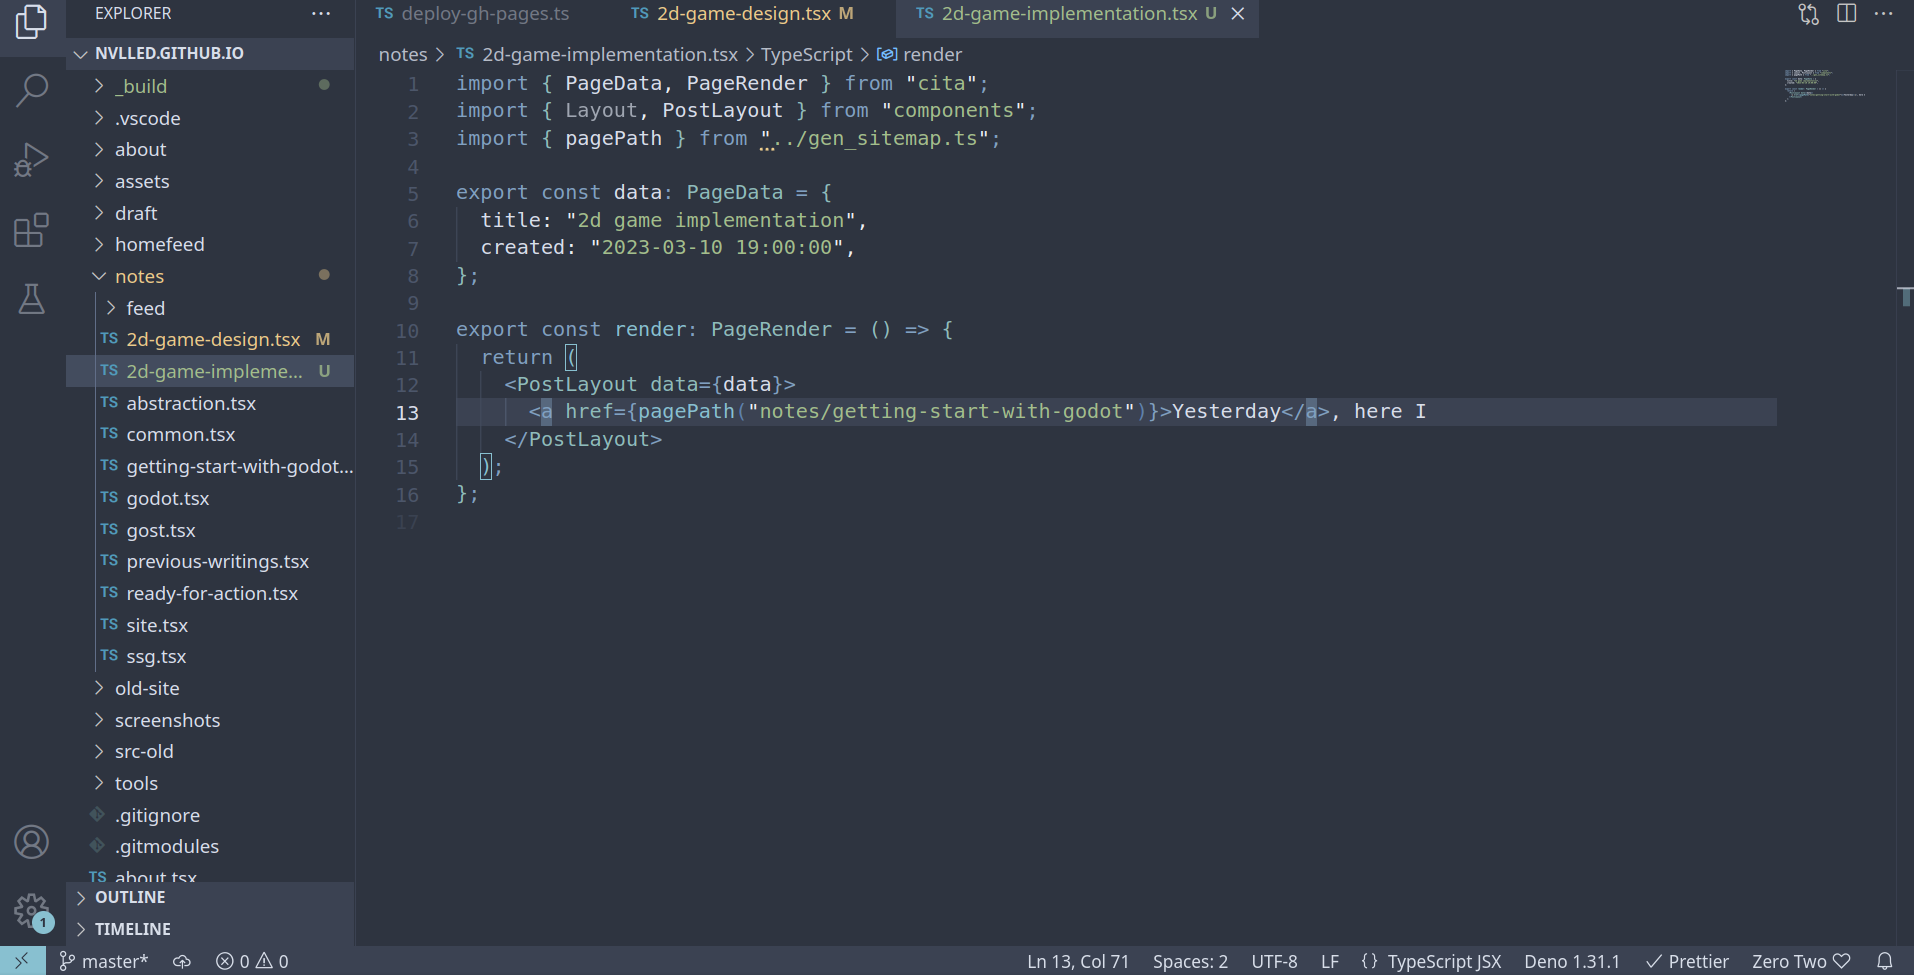 EXPLORER
NVLLED.GITHUB.IO
_build
.vscode
about
assets
draft
homefeed
notes
feed
TS 2d-game-design.tsx M
TS 2d-game-impleme... U
TS abstraction.tsx
TS common.tsx
TS getting-start-with-godot...
TS godot.tsx
TS gost.tsx
TS previous-writings.tsx
TS ready-for-action.tsx
TS site.tsx
TS ssg.tsx
old-site
screenshots
src-old
tools
.gitignore
.gitmodules
TS about.tsx
OUTLINE
TIMELINE
1
TS deploy-gh-pages.ts TS 2d-game-design.tsx M TS 2d-game-implementation.tsx U
notes > TS 2d-game-implementation.tsx > TypeScript > render
1 import { PageData, PageRender } from "cita";
2 import { Layout, PostLayout } from "components";
3 import { pagePath } from "../gen_sitemap.ts";
4
5 export const data: PageData = {
6 title: "2d game implementation",
7 created: "2023-03-10 19:00:00",
8 };
9
10 export const render: PageRender = () => {
11 return (
12 <PostLayout data={data}>
13 <a href={pagePath("notes/getting-start-with-godot")}>Yesterday</a>, here I
14 </PostLayout>
15 );
16 };
17
master* 0 0 Ln 13, Col 71 Spaces: 2 UTF-8 LF {} TypeScript JSX Deno 1.31.1 Prettier Zero Two